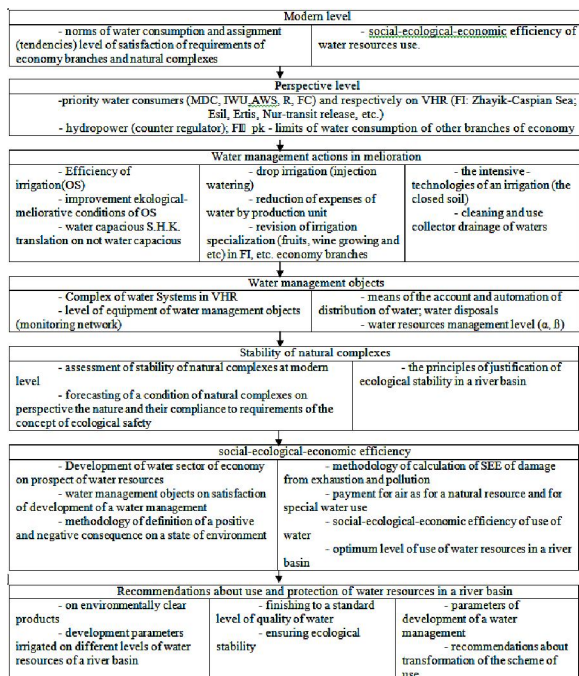 Modern level
- norms of water consumption and assignment
(tendencies) level of satisfaction of requirements of
economy branches and natural complexes
- social-ecological-economic efficiency of
water resources use.
Perspective level
-priority water consumers (MDC, IWU,AWS, R, FC) and respectively on VHR (FI: Zhayik-Caspian Sea;
Esil, Ertis, Nur-transit release, etc.)
- hydropower (counter regulator); pk - limits of water consumption of other branches of economy
Water management actions in melioration
- Efficiency of
irrigation(OS)
- improvement ekological-
meliorative conditions of OS
- water capacious S.H.K.
translation on not water capacious
- drop irrigation (injection
watering)
- reduction of expenses of
water by production unit
- revision of irrigation
specialization (fruits, wine growing and
etc) in FI, etc. economy branches
- the intensive-
technologies of an irrigation (the
closed soil)
- cleaning and use
collector drainage of waters
Water management objects
- Complex of water Systems in VHR
- level of equipment of water management objects
(monitoring network)
- means of the account and automation of
distribution of water; water disposals
- water resources management level (α, β)
Stability of natural complexes
- assessment of stability of natural complexes at modern
level
- forecasting of a condition of natural complexes on
perspective the nature and their compliance to requirements of the
concept of ecological safety
- the principles of justification of
ecological stability in a river basin
social-ecological-economic efficiency
- Development of water sector of economy
on prospect of water resources
- water management objects on satisfaction
of development of a water management
- methodology of definition of a positive
and negative consequence on a state of environment
- methodology of calculation of SEE of damage
from exhaustion and pollution
- payment for air as for a natural resource and for
special water use
- social-ecological-economic efficiency of use of
water
- optimum level of use of water resources in a river
basin
Recommendations about use and protection of water resources in a river basin
- on environmentally clear
products
- development parameters
irrigated on different levels of water
resources of a river basin
- finishing to a standard
level of quality of water
- ensuring ecological
stability
- parameters of
development of a water
management
- recommendations about
transformation of the scheme of
use